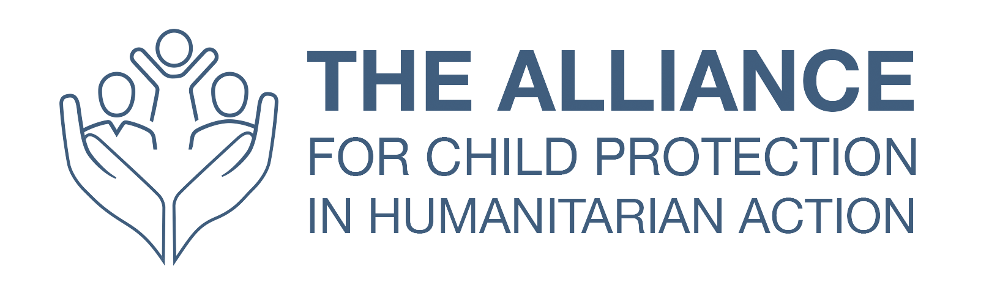 THE ALLIANCE
FOR CHILD PROTECTION
IN HUMANITARIAN ACTION